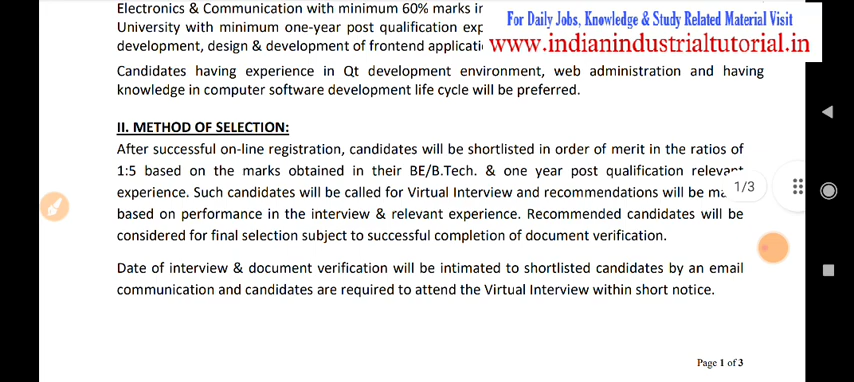 Electronics & Communication with minimum 60% marks in
For Daily Jobs, Knowledge & Study Related Material Visit
University with minimum one-year post qualification exp
www.indianindustrialtutorial.in
development, design & development of frontend applicati
Candidates having experience in Qt development environment, web administration and having
knowledge in computer software development life cycle will be preferred.
II. METHOD OF SELECTION:
After successful on-line registration, candidates will be shortlisted in order of merit in the ratios of
1:5 based on the marks obtained in their BE/B.Tech. & one year post qualification relevant
1/3
experience. Such candidates will be called for Virtual Interview and recommendations will be ma
based on performance in the interview & relevant experience. Recommended candidates will be
considered for final selection subject to successful completion of document verification.
Date of interview & document verification will be intimated to shortlisted candidates by an email
communication and candidates are required to attend the Virtual Interview within short notice.
Page 1 of 3